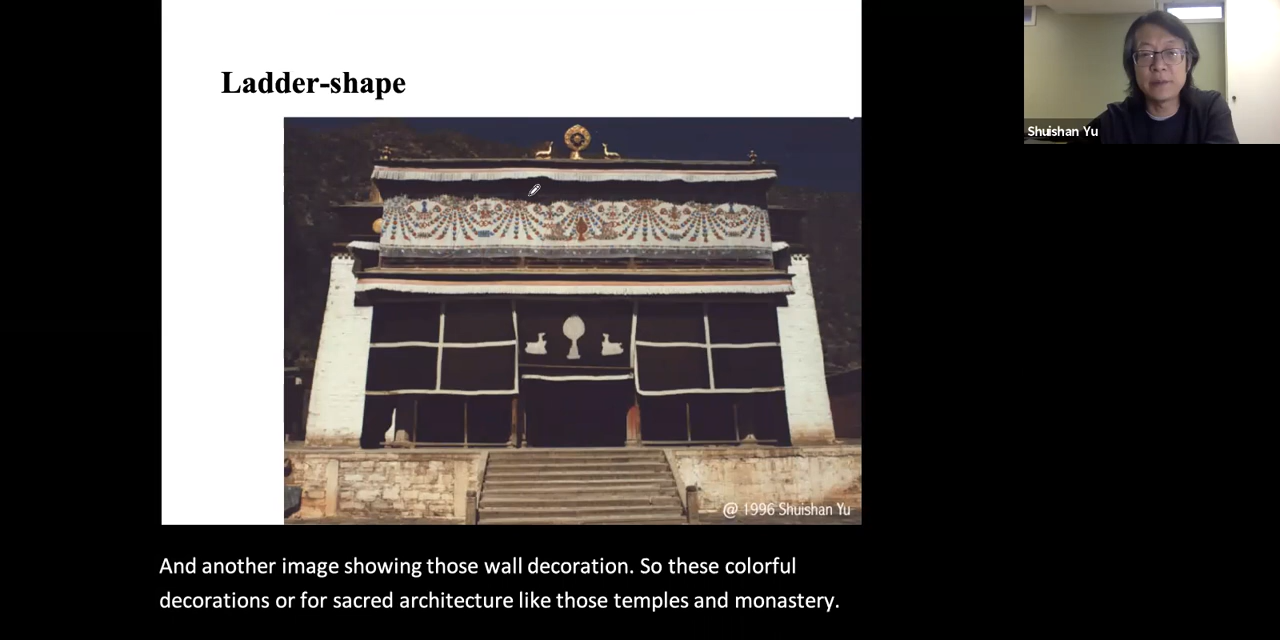 Ladder-shape
Shuishan Yu
@ 1996 Shuishan Yu
And another image showing those wall decoration. So these colorful
decorations or for sacred architecture like those temples and monastery.